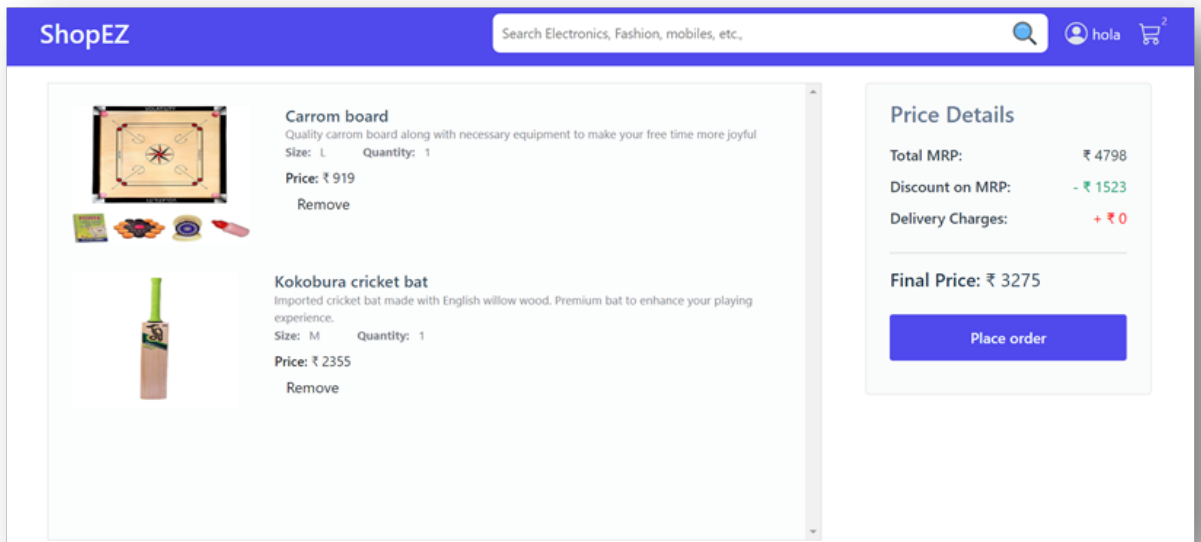 ShopEZ
Search Electronics, Fashion, mobiles, etc.,
hola
2
Carrom board
Quality carrom board along with necessary equipment to make your free time more joyful
Size: L Quantity: 1
Price: ₹ 919
Remove
Kokobura cricket bat
Imported cricket bat made with English willow wood. Premium bat to enhance your playing
experience.
Size: M Quantity: 1
Price: ₹ 2355
Remove
Price Details
Total MRP: ₹ 4798
Discount on MRP: - ₹ 1523
Delivery Charges: + ₹ 0
Final Price: ₹ 3275
Place order